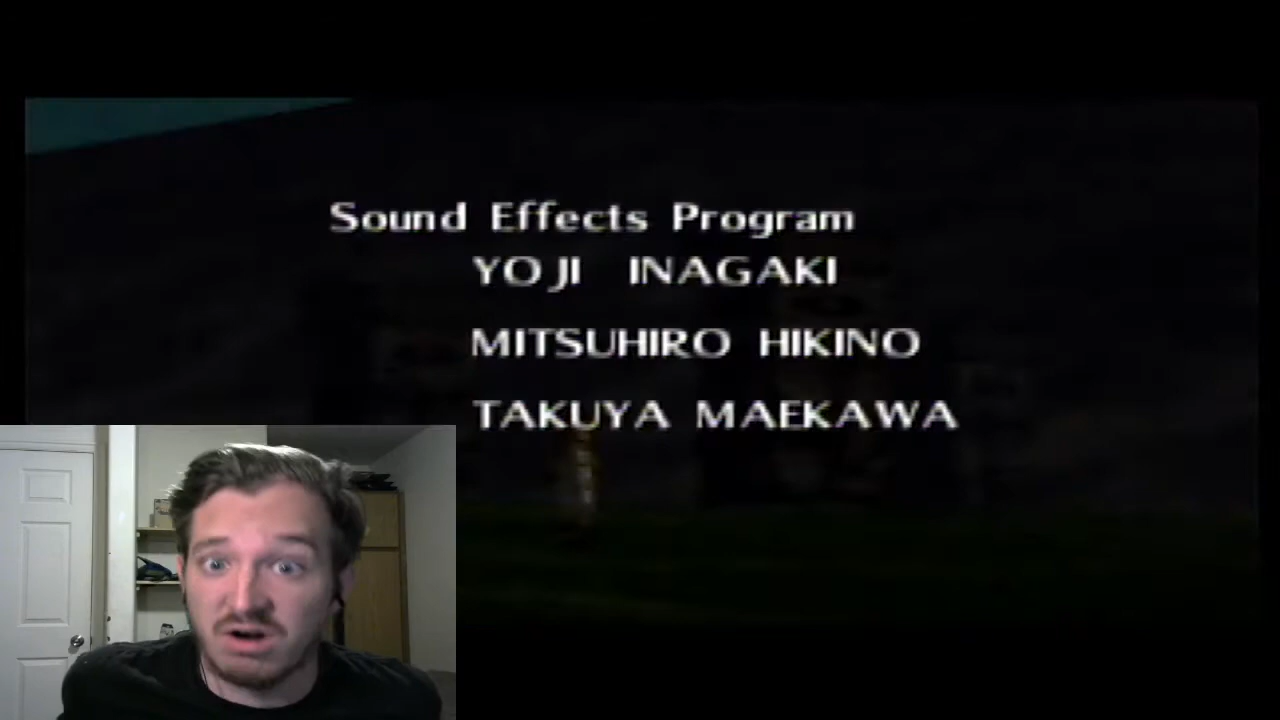 Sound Effects Program
YOJI INAGAKI
MITSUHIRO HIKINO
TAKUYA MAEKAWA